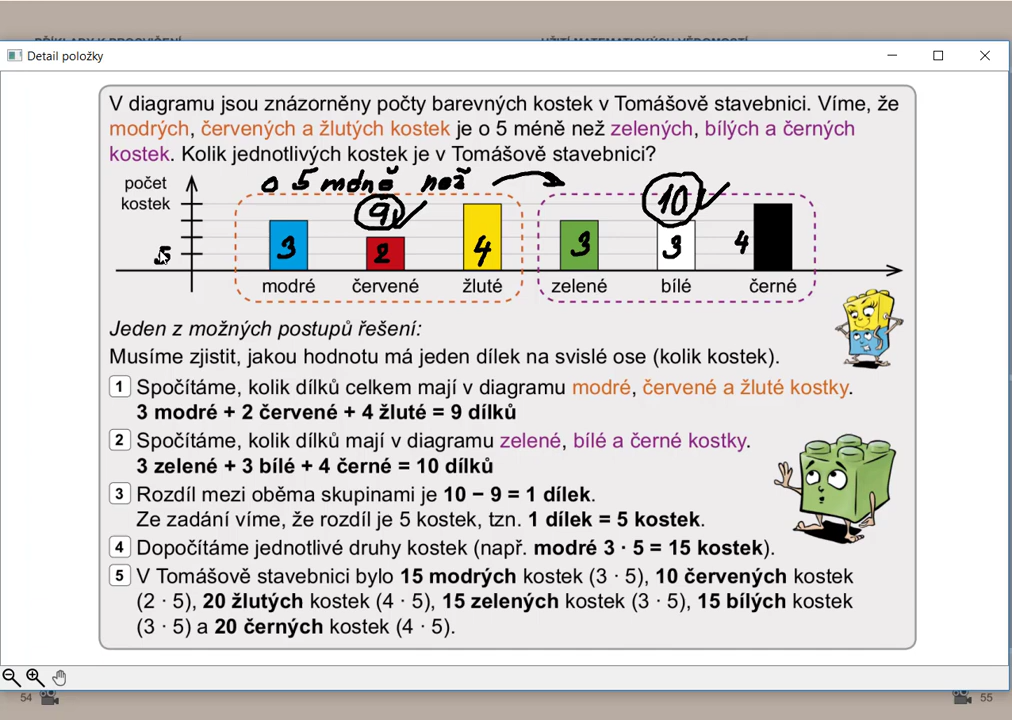 Detail položky
V diagramu jsou znázorněny počty barevných kostek v Tomášově stavebnici. Víme, že
modrých, červených a žlutých kostek je o 5 méně než zelených, bílých a černých
kostek. Kolik jednotlivých kostek je v Tomášově stavebnici?
počet
kostek
o 5 méně než
9
10
5
3
2
4
3
3
4
modré
červené
žluté
zelené
bílé
černé
Jeden z možných postupů řešení:
Musíme zjistit, jakou hodnotu má jeden dílek na svislé ose (kolik kostek).
1 Spočítáme, kolik dílků celkem mají v diagramu modré, červené a žluté kostky.
3 modré + 2 červené + 4 žluté = 9 dílků
2 Spočítáme, kolik dílků mají v diagramu zelené, bílé a černé kostky.
3 zelené + 3 bílé + 4 černé = 10 dílků
3 Rozdíl mezi oběma skupinami je 10 − 9 = 1 dílek.
Ze zadání víme, že rozdíl je 5 kostek, tzn. 1 dílek = 5 kostek.
4 Dopočítáme jednotlivé druhy kostek (např. modré 3 · 5 = 15 kostek).
5 V Tomášově stavebnici bylo 15 modrých kostek (3 · 5), 10 červených kostek
(2 · 5), 20 žlutých kostek (4 · 5), 15 zelených kostek (3 · 5), 15 bílých kostek
(3 · 5) a 20 černých kostek (4 · 5).
54
55